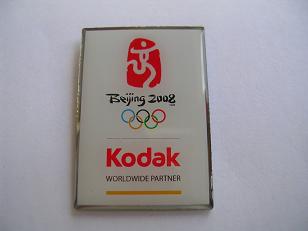 Beijing 2008
Kodak
WORLDWIDE PARTNER